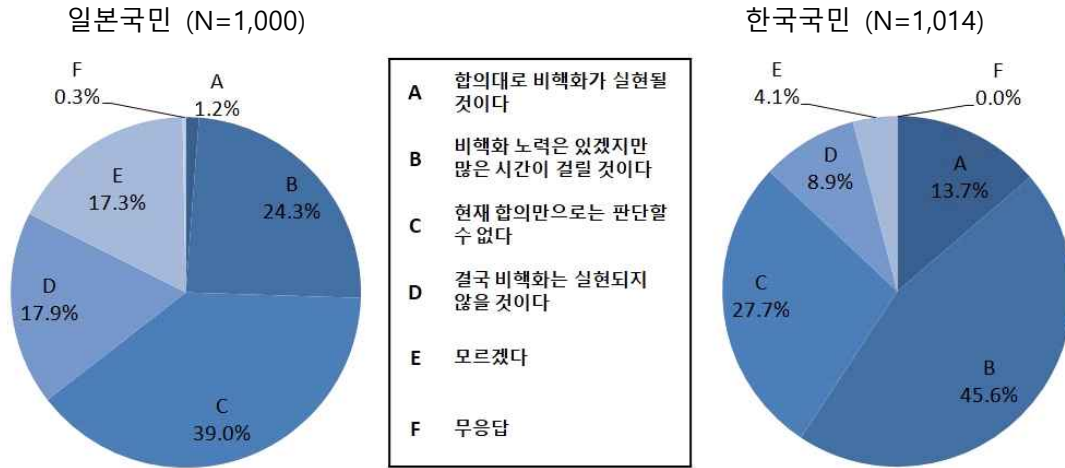 일본국민 (N=1,000)
F
0.3%
A
1.2%
B
24.3%
C
39.0%
D
17.9%
E
17.3%
A 합의대로 비핵화가 실현될
것이다
B 비핵화 노력은 있겠지만
많은 시간이 걸릴 것이다
C 현재 합의만으로는 판단할
수 없다
D 결국 비핵화는 실현되지
않을 것이다
E 모르겠다
F 무응답
한국국민 (N=1,014)
E
4.1%
F
0.0%
D
8.9%
A
13.7%
C
27.7%
B
45.6%